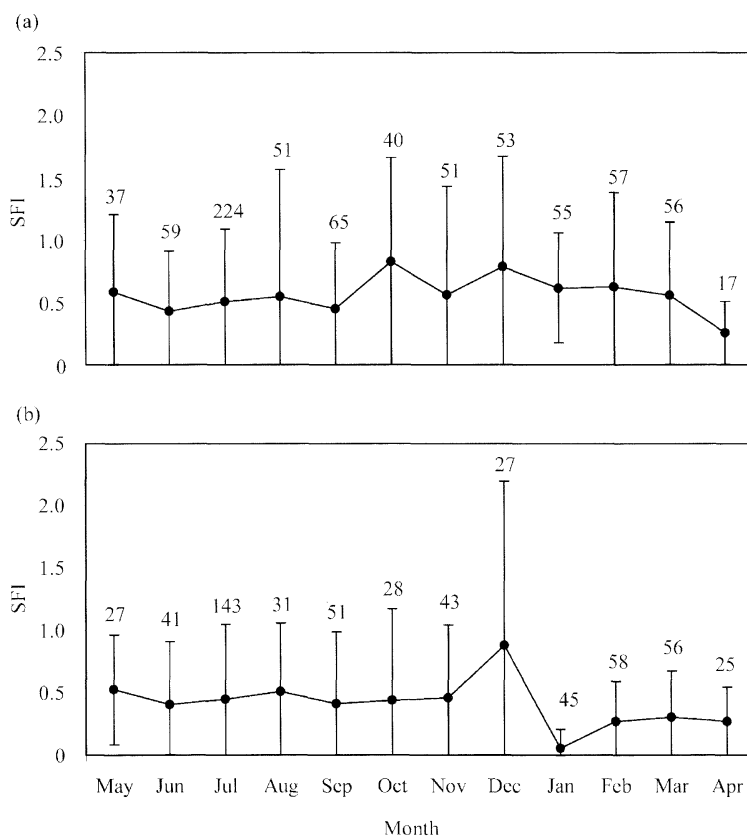 (a)
2.5
2.0
1.5
1.0
0.5
0
SFI
37 59 224 51 65 40 51 53 55 57 56 17
(b)
2.5
2.0
1.5
1.0
0.5
0
SFI
27 41 143 31 51 28 43 27 45 58 56 25
May Jun Jul Aug Sep Oct Nov Dec Jan Feb Mar Apr
Month